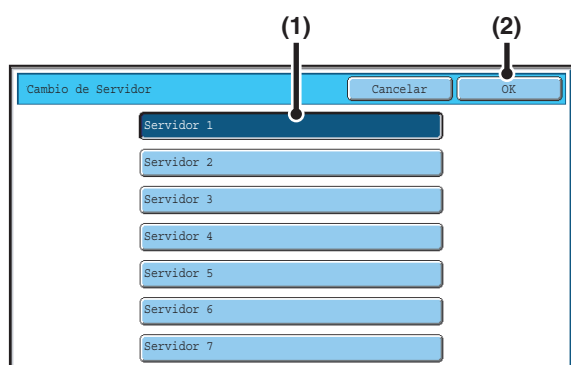 (1) (2)
Cambio de Servidor Cancelar OK
Servidor 1
Servidor 2
Servidor 3
Servidor 4
Servidor 5
Servidor 6
Servidor 7